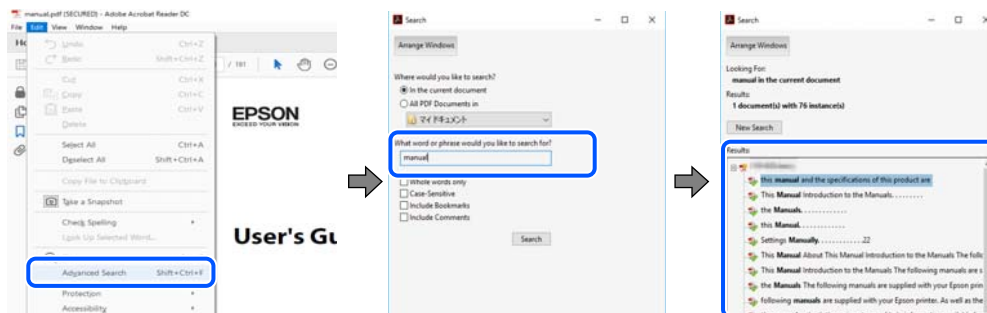 manual.pdf (SECURED) - Adobe Acrobat Reader DC
File Edit View Window Help
Undo Ctrl+Z
Redo Shift+Ctrl+Z
Cut Ctrl+X
Copy Ctrl+C
Paste Ctrl+V
Delete
Select All Ctrl+A
Deselect All Shift+Ctrl+A
Copy File to Clipboard
Take a Snapshot
Check Spelling
Look Up Selected Word...
Advanced Search Shift+Ctrl+F
Protection
Accessibility
/ 181
EPSON
EXCEED YOUR VISION
User's Gu
Search
Arrange Windows
Where would you like to search?
In the current document
All PDF Documents in
マイ ドキュメント
What word or phrase would you like to search for?
manual
Whole words only
Case-Sensitive
Include Bookmarks
Include Comments
Search
Search
Arrange Windows
Looking For:
manual in the current document
Results:
1 document(s) with 76 instance(s)
New Search
Results:
this manual and the specifications of this product are
This Manual Introduction to the Manuals. . . . . . . . .
the Manuals. . . . . . . . . . . . .
this Manual. . . . . . . . . . . . .
Settings Manually. . . . . . . . . . . . .22
This Manual About This Manual Introduction to the Manuals The follo
This Manual Introduction to the Manuals The following manuals are s
the Manuals The following manuals are supplied with your Epson prin
following manuals are supplied with your Epson printer. As well as the